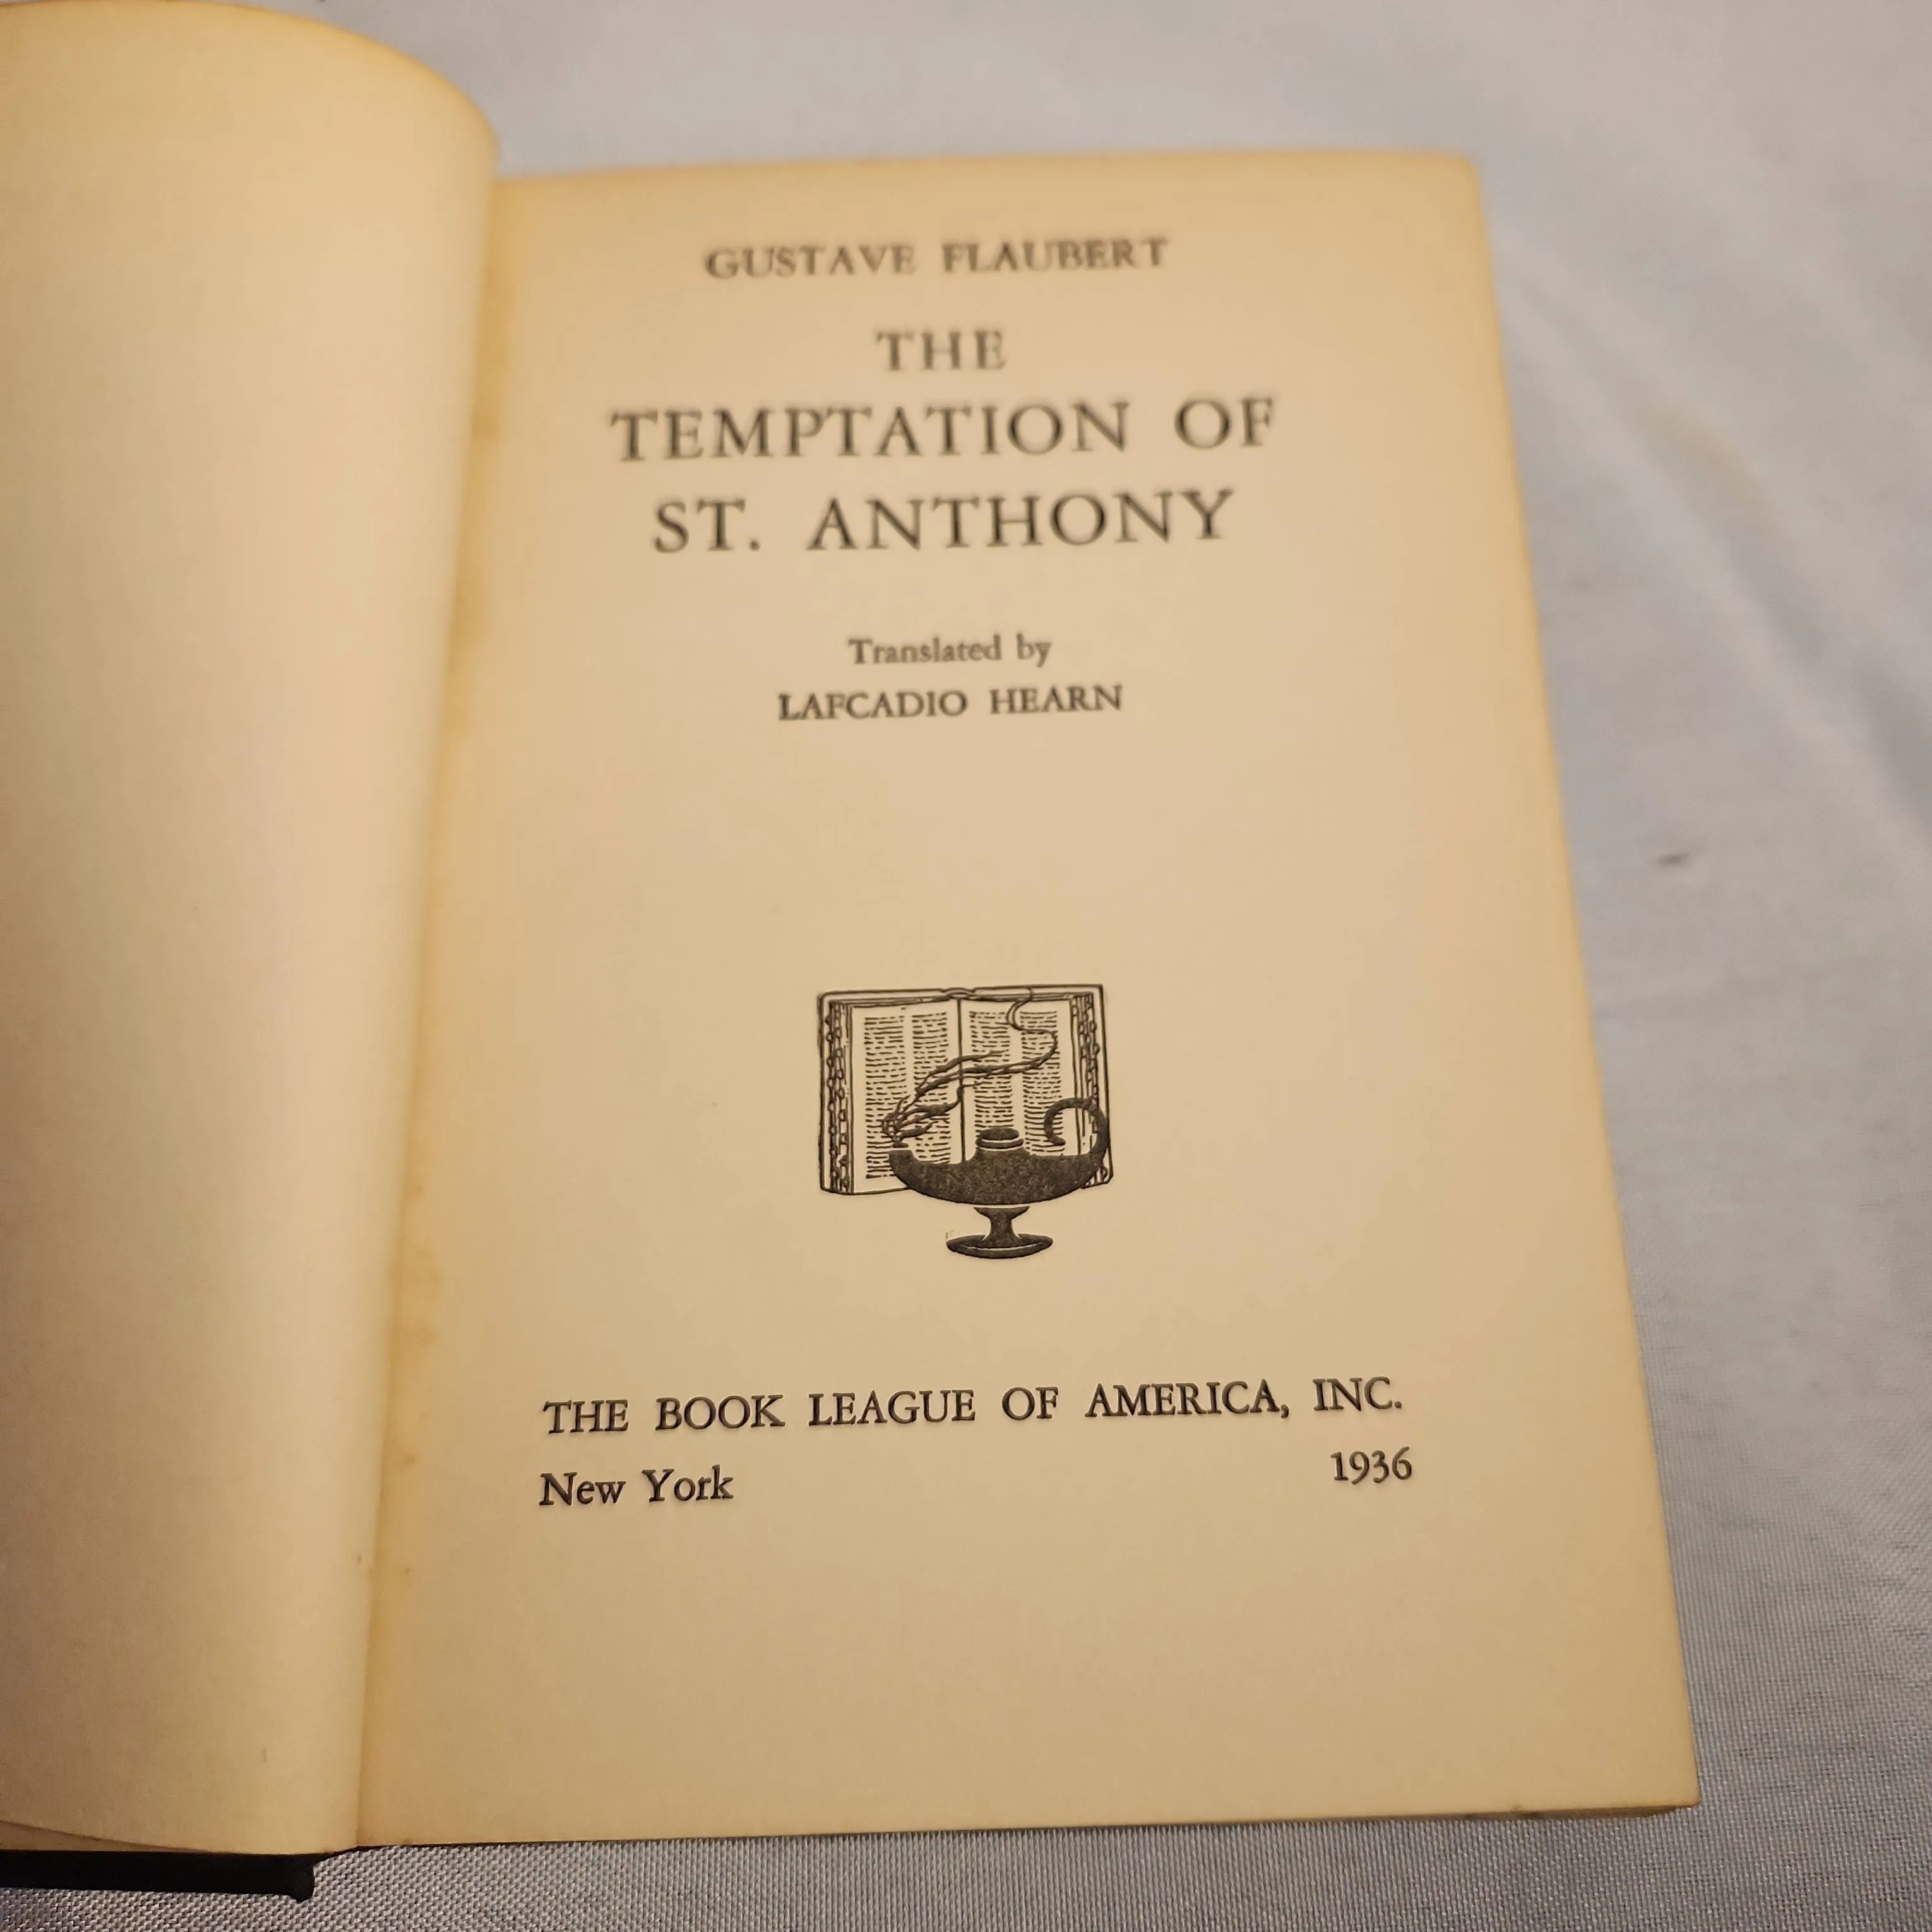 GUSTAVE FLAUBERT
THE
TEMPTATION OF
ST. ANTHONY
Translated by
LAFCADIO HEARN
THE BOOK LEAGUE OF AMERICA, INC.
New York 1936